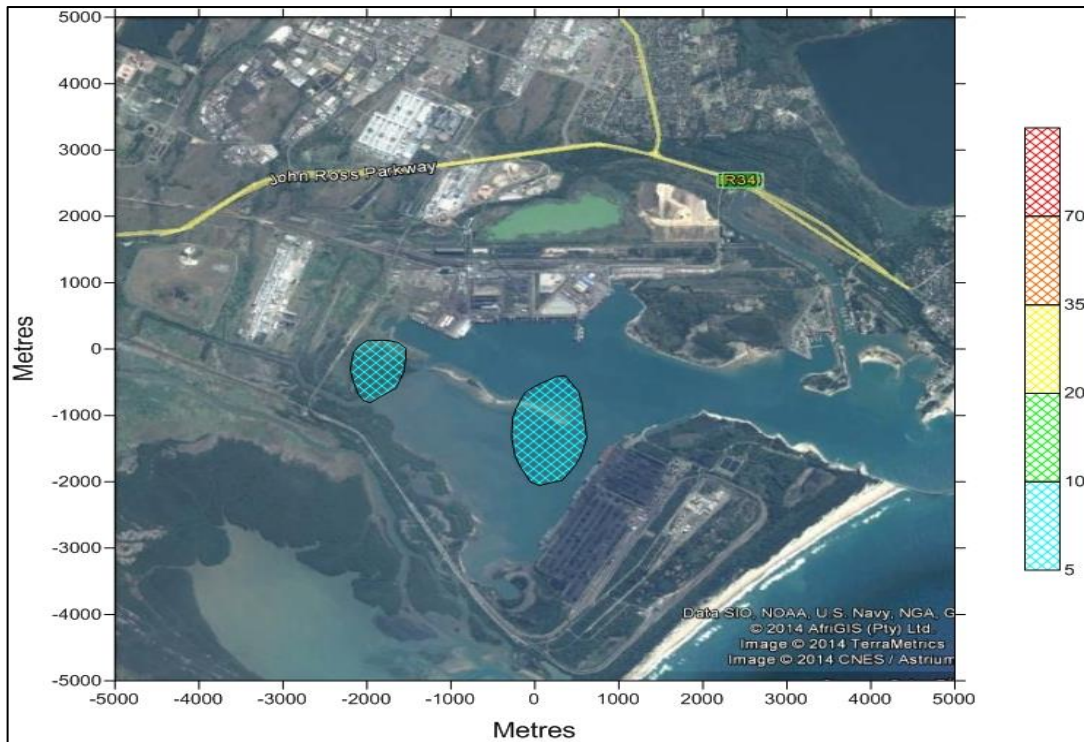 5000
4000
3000
2000
1000
0
-1000
-2000
-3000
-4000
-5000
Metres
John Ross Parkway
R34
70
35
20
10
5
Data SIO, NOAA, U.S. Navy, NGA, G
© 2014 AfriGIS (Pty) Ltd.
Image © 2014 TerraMetrics
Image © 2014 CNES / Astrium
-5000 -4000 -3000 -2000 -1000 0 1000 2000 3000 4000 5000
Metres